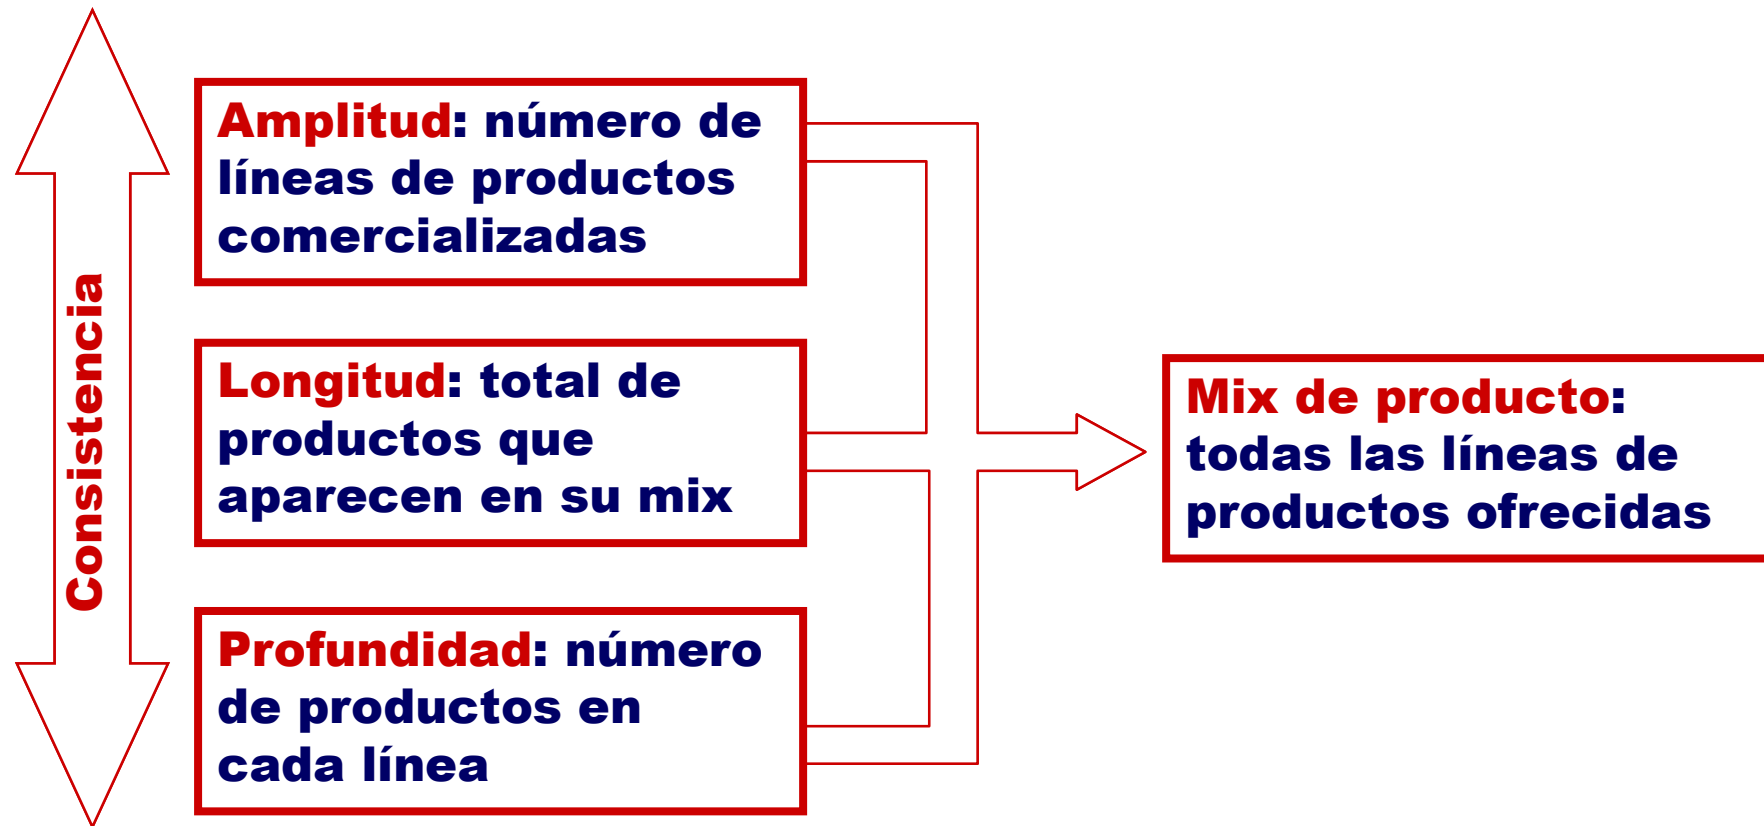 Consistencia
Amplitud: número de
líneas de productos
comercializadas
Longitud: total de
productos que
aparecen en su mix
Profundidad: número
de productos en
cada línea
Mix de producto:
todas las líneas de
productos ofrecidas